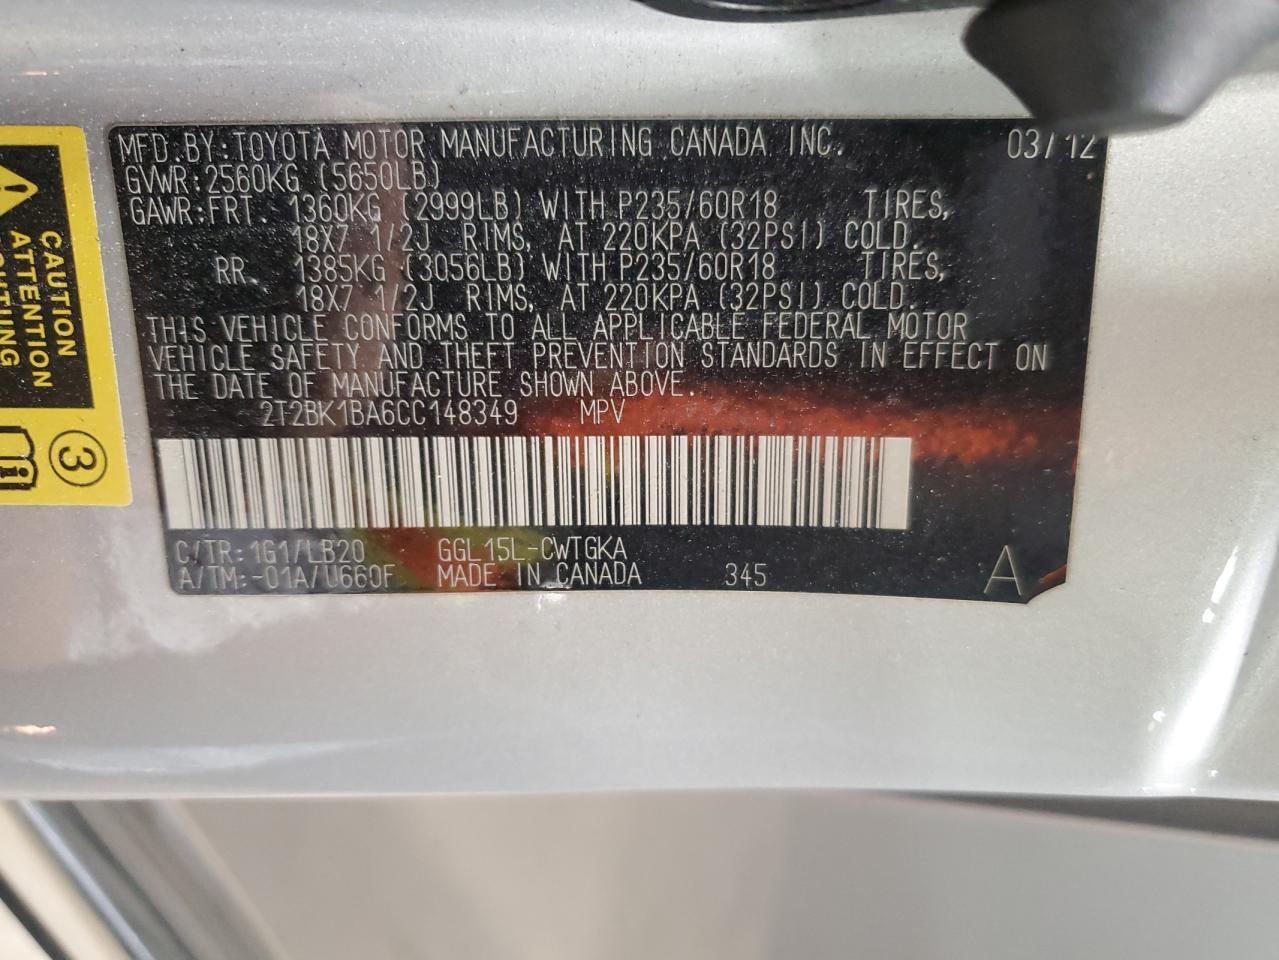 MFD.BY:TOYOTA MOTOR MANUFACTURING CANADA INC. 03/12
GVWR:2560KG (5650LB)
GAWR:FRT. 1360KG (2999LB) WITH P235/60R18 TIRES,
18X7 1/2J RIMS, AT 220KPA (32PSI) COLD.
RR. 1385KG (3056LB) WITH P235/60R18 TIRES,
18X7 1/2J RIMS, AT 220KPA (32PSI) COLD.
THIS VEHICLE CONFORMS TO ALL APPLICABLE FEDERAL MOTOR
VEHICLE SAFETY AND THEFT PREVENTION STANDARDS IN EFFECT ON
THE DATE OF MANUFACTURE SHOWN ABOVE.
2T2BK1BA6CC148349 MPV
C/TR:1G1/LB20 GGL15L-CWTGKA
A/TM:-01A/U660F MADE IN CANADA 345 A
CAUTION
ATTENTION
3